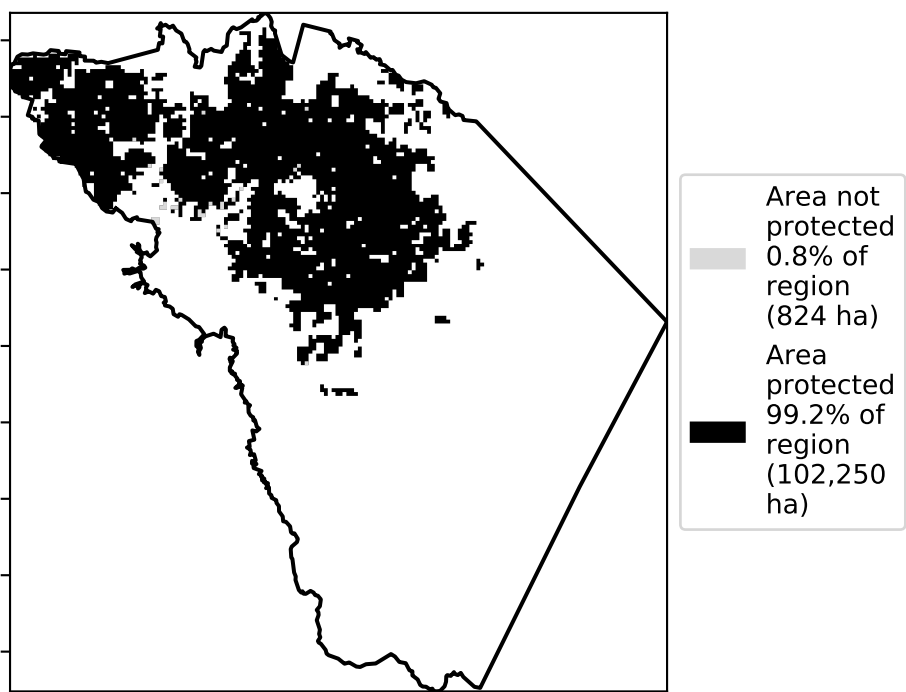 Area not
protected
0.8% of
region
(824 ha)
Area
protected
99.2% of
region
(102,250
ha)